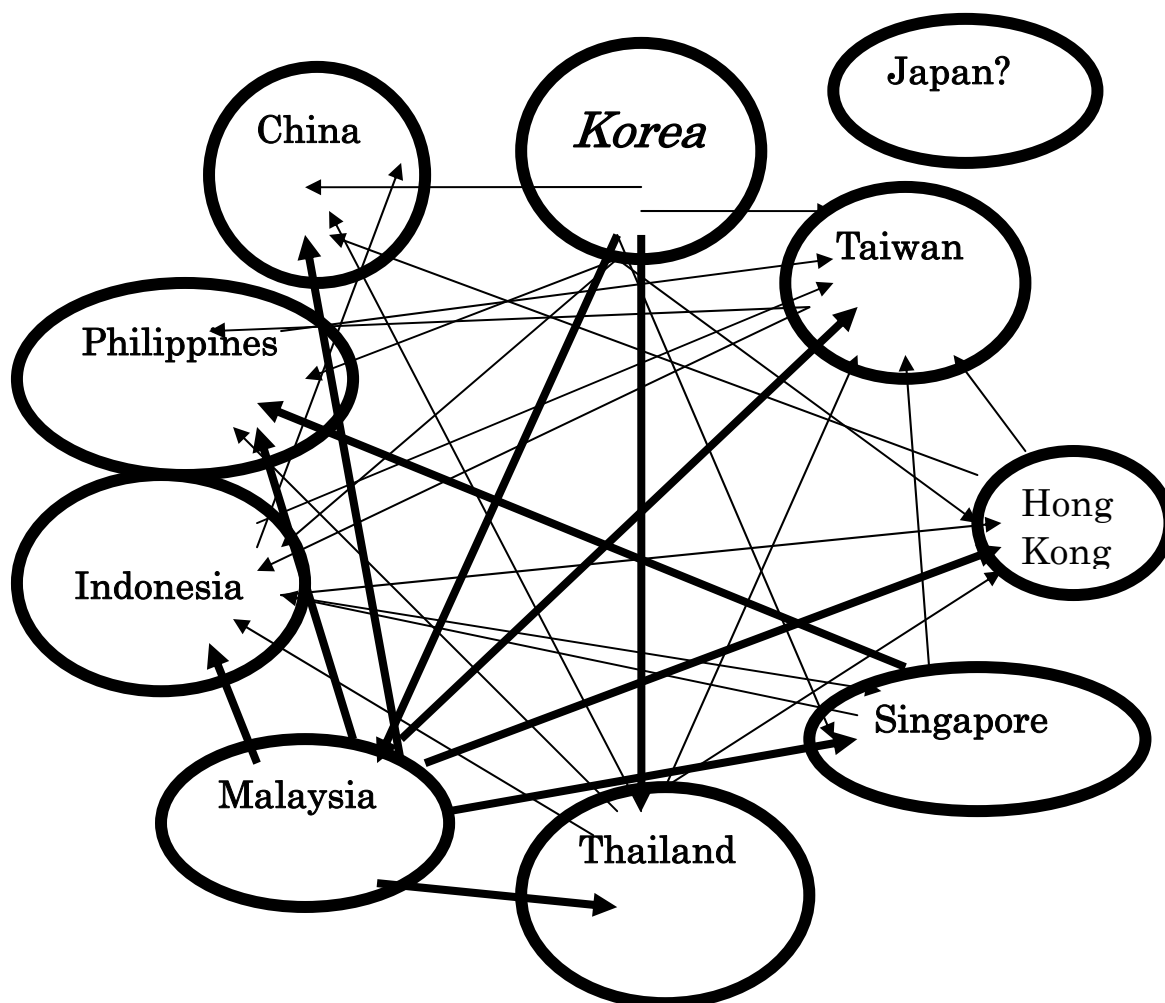 Japan?
China
Korea
Taiwan
Philippines
Hong
Kong
Indonesia
Singapore
Malaysia
Thailand